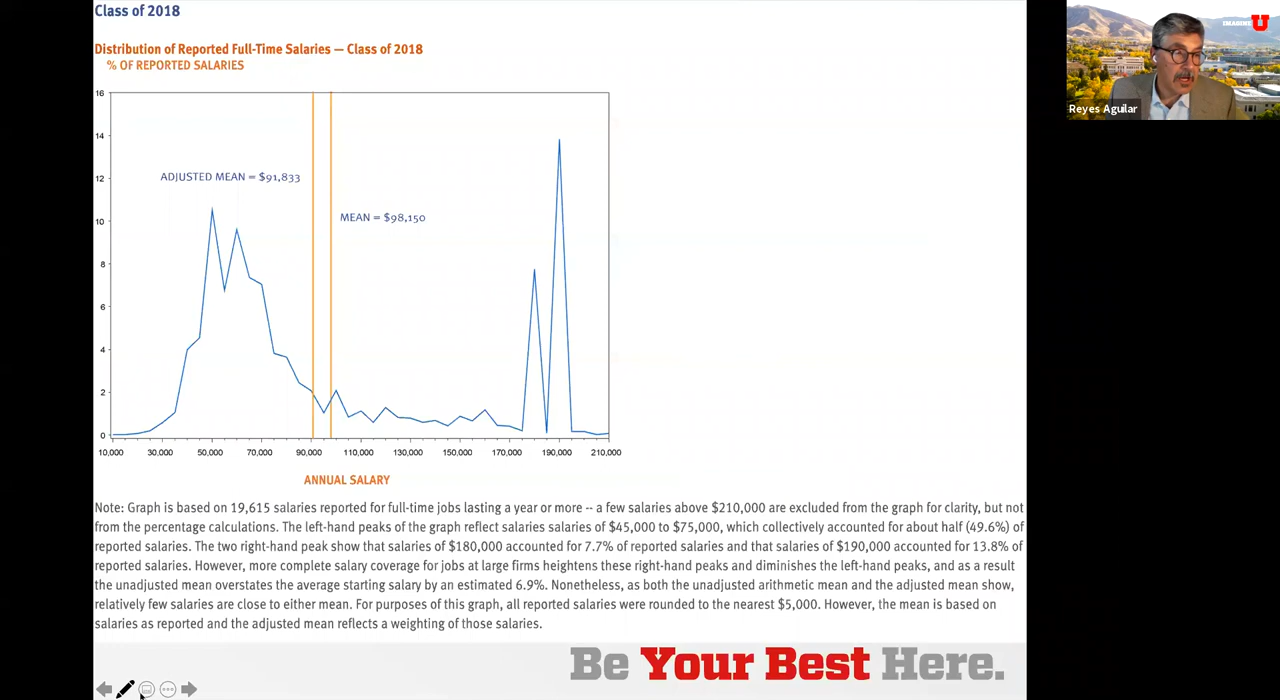 Class of 2018
Distribution of Reported Full-Time Salaries — Class of 2018
% OF REPORTED SALARIES
16
14
12
10
8
6
4
2
0
ADJUSTED MEAN = $91,833
MEAN = $98,150
10,000 30,000 50,000 70,000 90,000 110,000 130,000 150,000 170,000 190,000 210,000
ANNUAL SALARY
Note: Graph is based on 19,615 salaries reported for full-time jobs lasting a year or more -- a few salaries above $210,000 are excluded from the graph for clarity, but not
from the percentage calculations. The left-hand peaks of the graph reflect salaries salaries of $45,000 to $75,000, which collectively accounted for about half (49.6%) of
reported salaries. The two right-hand peak show that salaries of $180,000 accounted for 7.7% of reported salaries and that salaries of $190,000 accounted for 13.8% of
reported salaries. However, more complete salary coverage for jobs at large firms heightens these right-hand peaks and diminishes the left-hand peaks, and as a result
the unadjusted mean overstates the average starting salary by an estimated 6.9%. Nonetheless, as both the unadjusted arithmetic mean and the adjusted mean show,
relatively few salaries are close to either mean. For purposes of this graph, all reported salaries were rounded to the nearest $5,000. However, the mean is based on
salaries as reported and the adjusted mean reflects a weighting of those salaries.
Be Your Best Here.
IMAGINE U
Reyes Aguilar